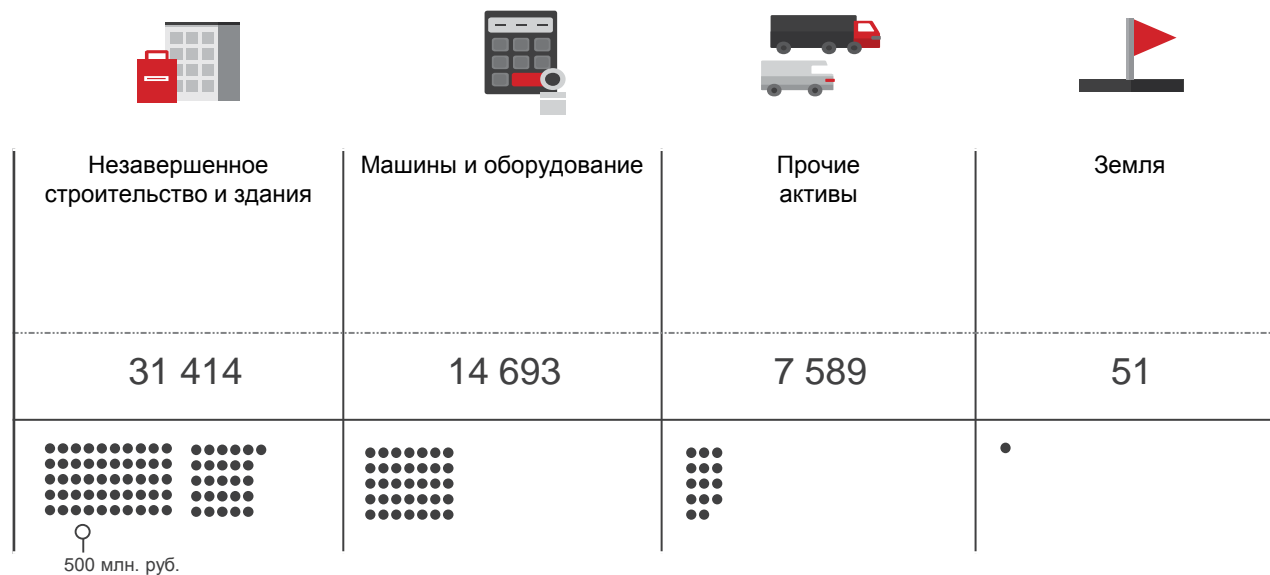 Незавершенное
строительство и здания
Машины и оборудование
Прочие
активы
Земля
31 414
14 693
7 589
51
500 млн. руб.